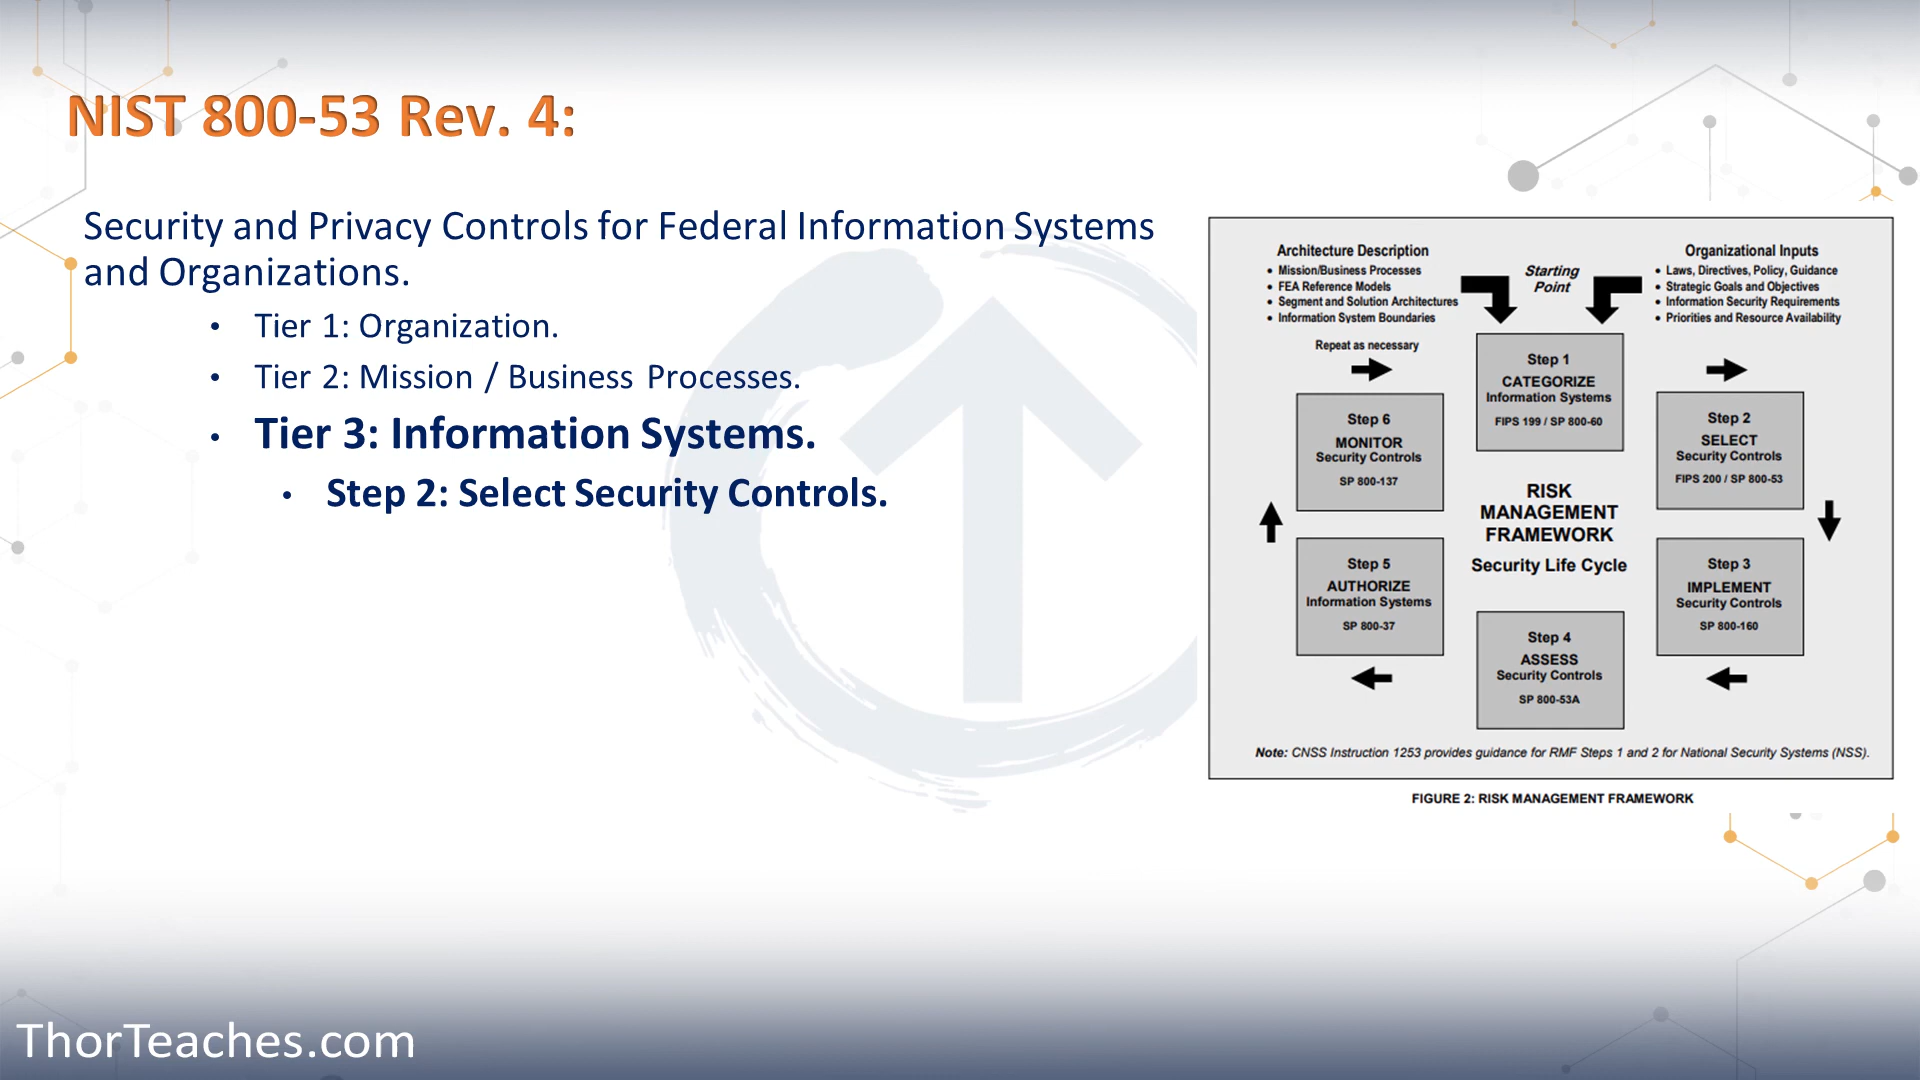 NIST 800-53 Rev. 4:
Security and Privacy Controls for Federal Information Systems
and Organizations.
• Tier 1: Organization.
• Tier 2: Mission / Business Processes.
• Tier 3: Information Systems.
• Step 2: Select Security Controls.
Architecture Description
• Mission/Business Processes
• FEA Reference Models
• Segment and Solution Architectures
• Information System Boundaries
Starting
Point
Organizational Inputs
• Laws, Directives, Policy, Guidance
• Strategic Goals and Objectives
• Information Security Requirements
• Priorities and Resource Availability
Repeat as necessary
Step 1
CATEGORIZE
Information Systems
FIPS 199 / SP 800-60
Step 2
SELECT
Security Controls
FIPS 200 / SP 800-53
Step 3
IMPLEMENT
Security Controls
SP 800-160
Step 4
ASSESS
Security Controls
SP 800-53A
Step 5
AUTHORIZE
Information Systems
SP 800-37
Step 6
MONITOR
Security Controls
SP 800-137
RISK
MANAGEMENT
FRAMEWORK
Security Life Cycle
Note: CNSS Instruction 1253 provides guidance for RMF Steps 1 and 2 for National Security Systems (NSS).
FIGURE 2: RISK MANAGEMENT FRAMEWORK
ThorTeaches.com